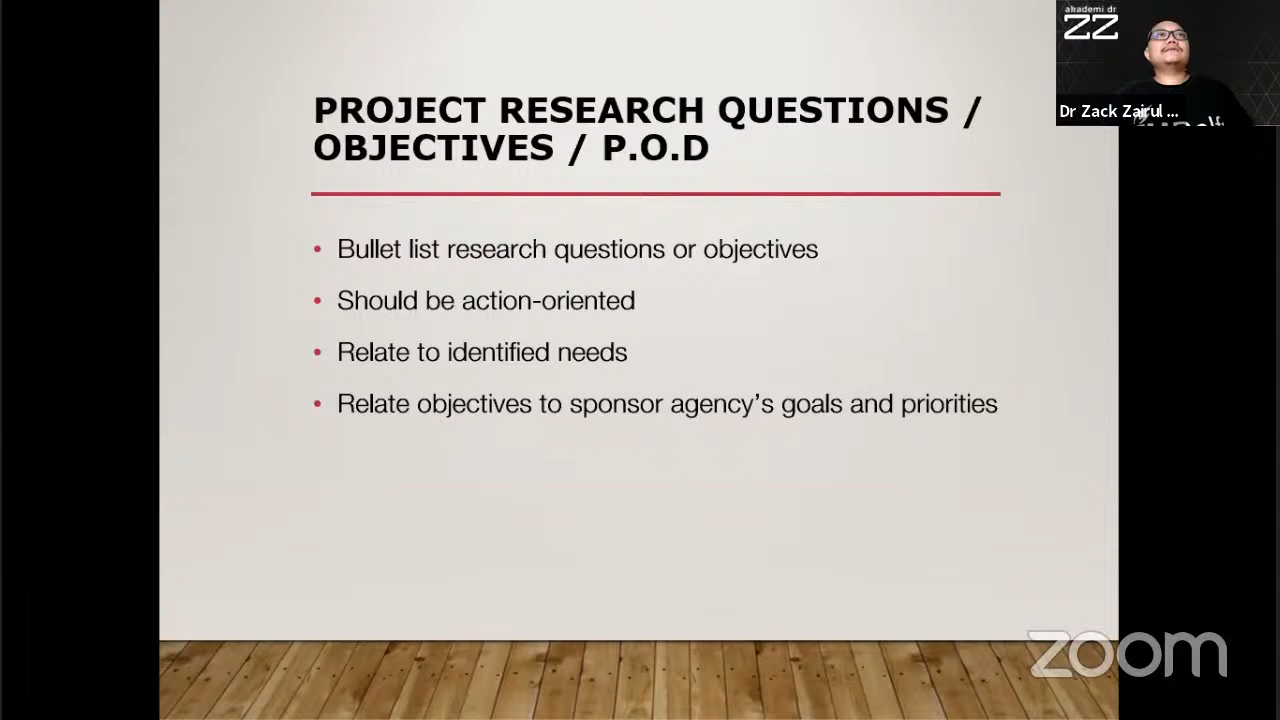 akademi dr
ZZ
Dr Zack Zairul ...
PROJECT RESEARCH QUESTIONS /
OBJECTIVES / P.O.D
• Bullet list research questions or objectives
• Should be action-oriented
• Relate to identified needs
• Relate objectives to sponsor agency’s goals and priorities
zoom